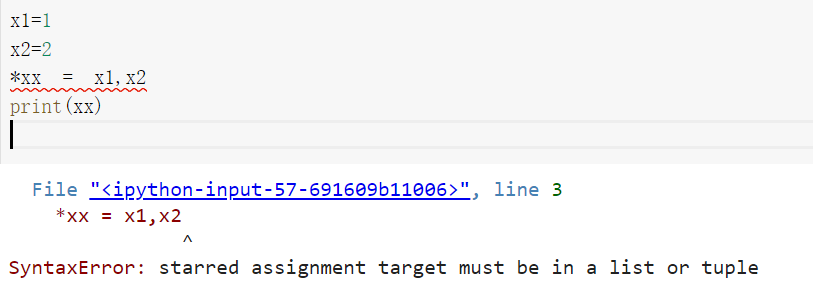 x1=1
x2=2
*xx  =  x1,x2
print(xx)
File "<ipython-input-57-691609b11006>", line 3
*xx = x1,x2
^
SyntaxError: starred assignment target must be in a list or tuple